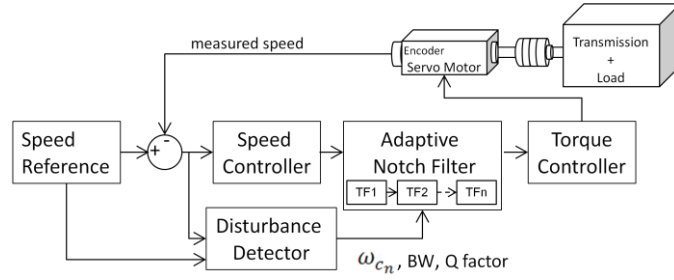 measured speed
Encoder
Servo Motor
Transmission
+
Load
Speed
Reference
+
-
Speed
Controller
Adaptive
Notch Filter
TF1
TF2
TFn
Torque
Controller
Disturbance
Detector
ω_{c_n}, BW, Q factor